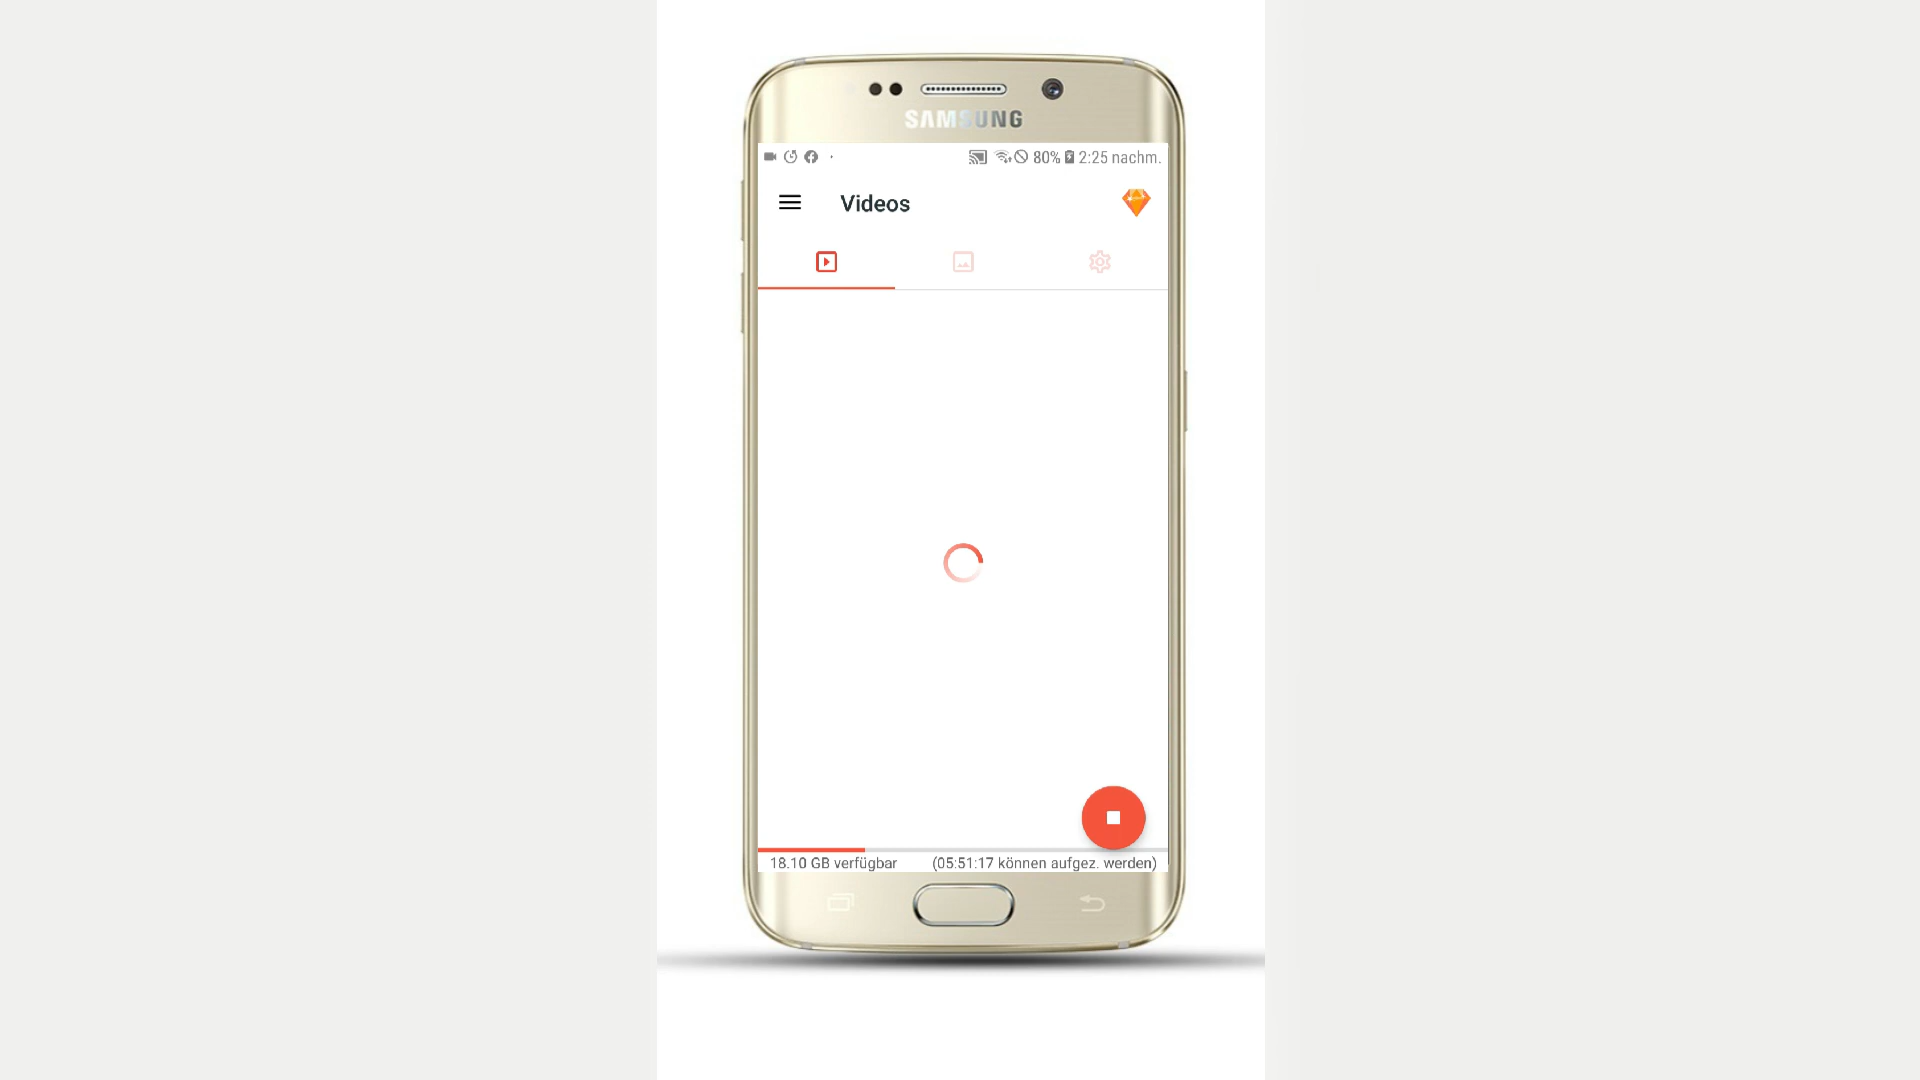 SAMSUNG
80% 2:25 nachm.
Videos
18.10 GB verfügbar (05:51:17 können aufgez. werden)